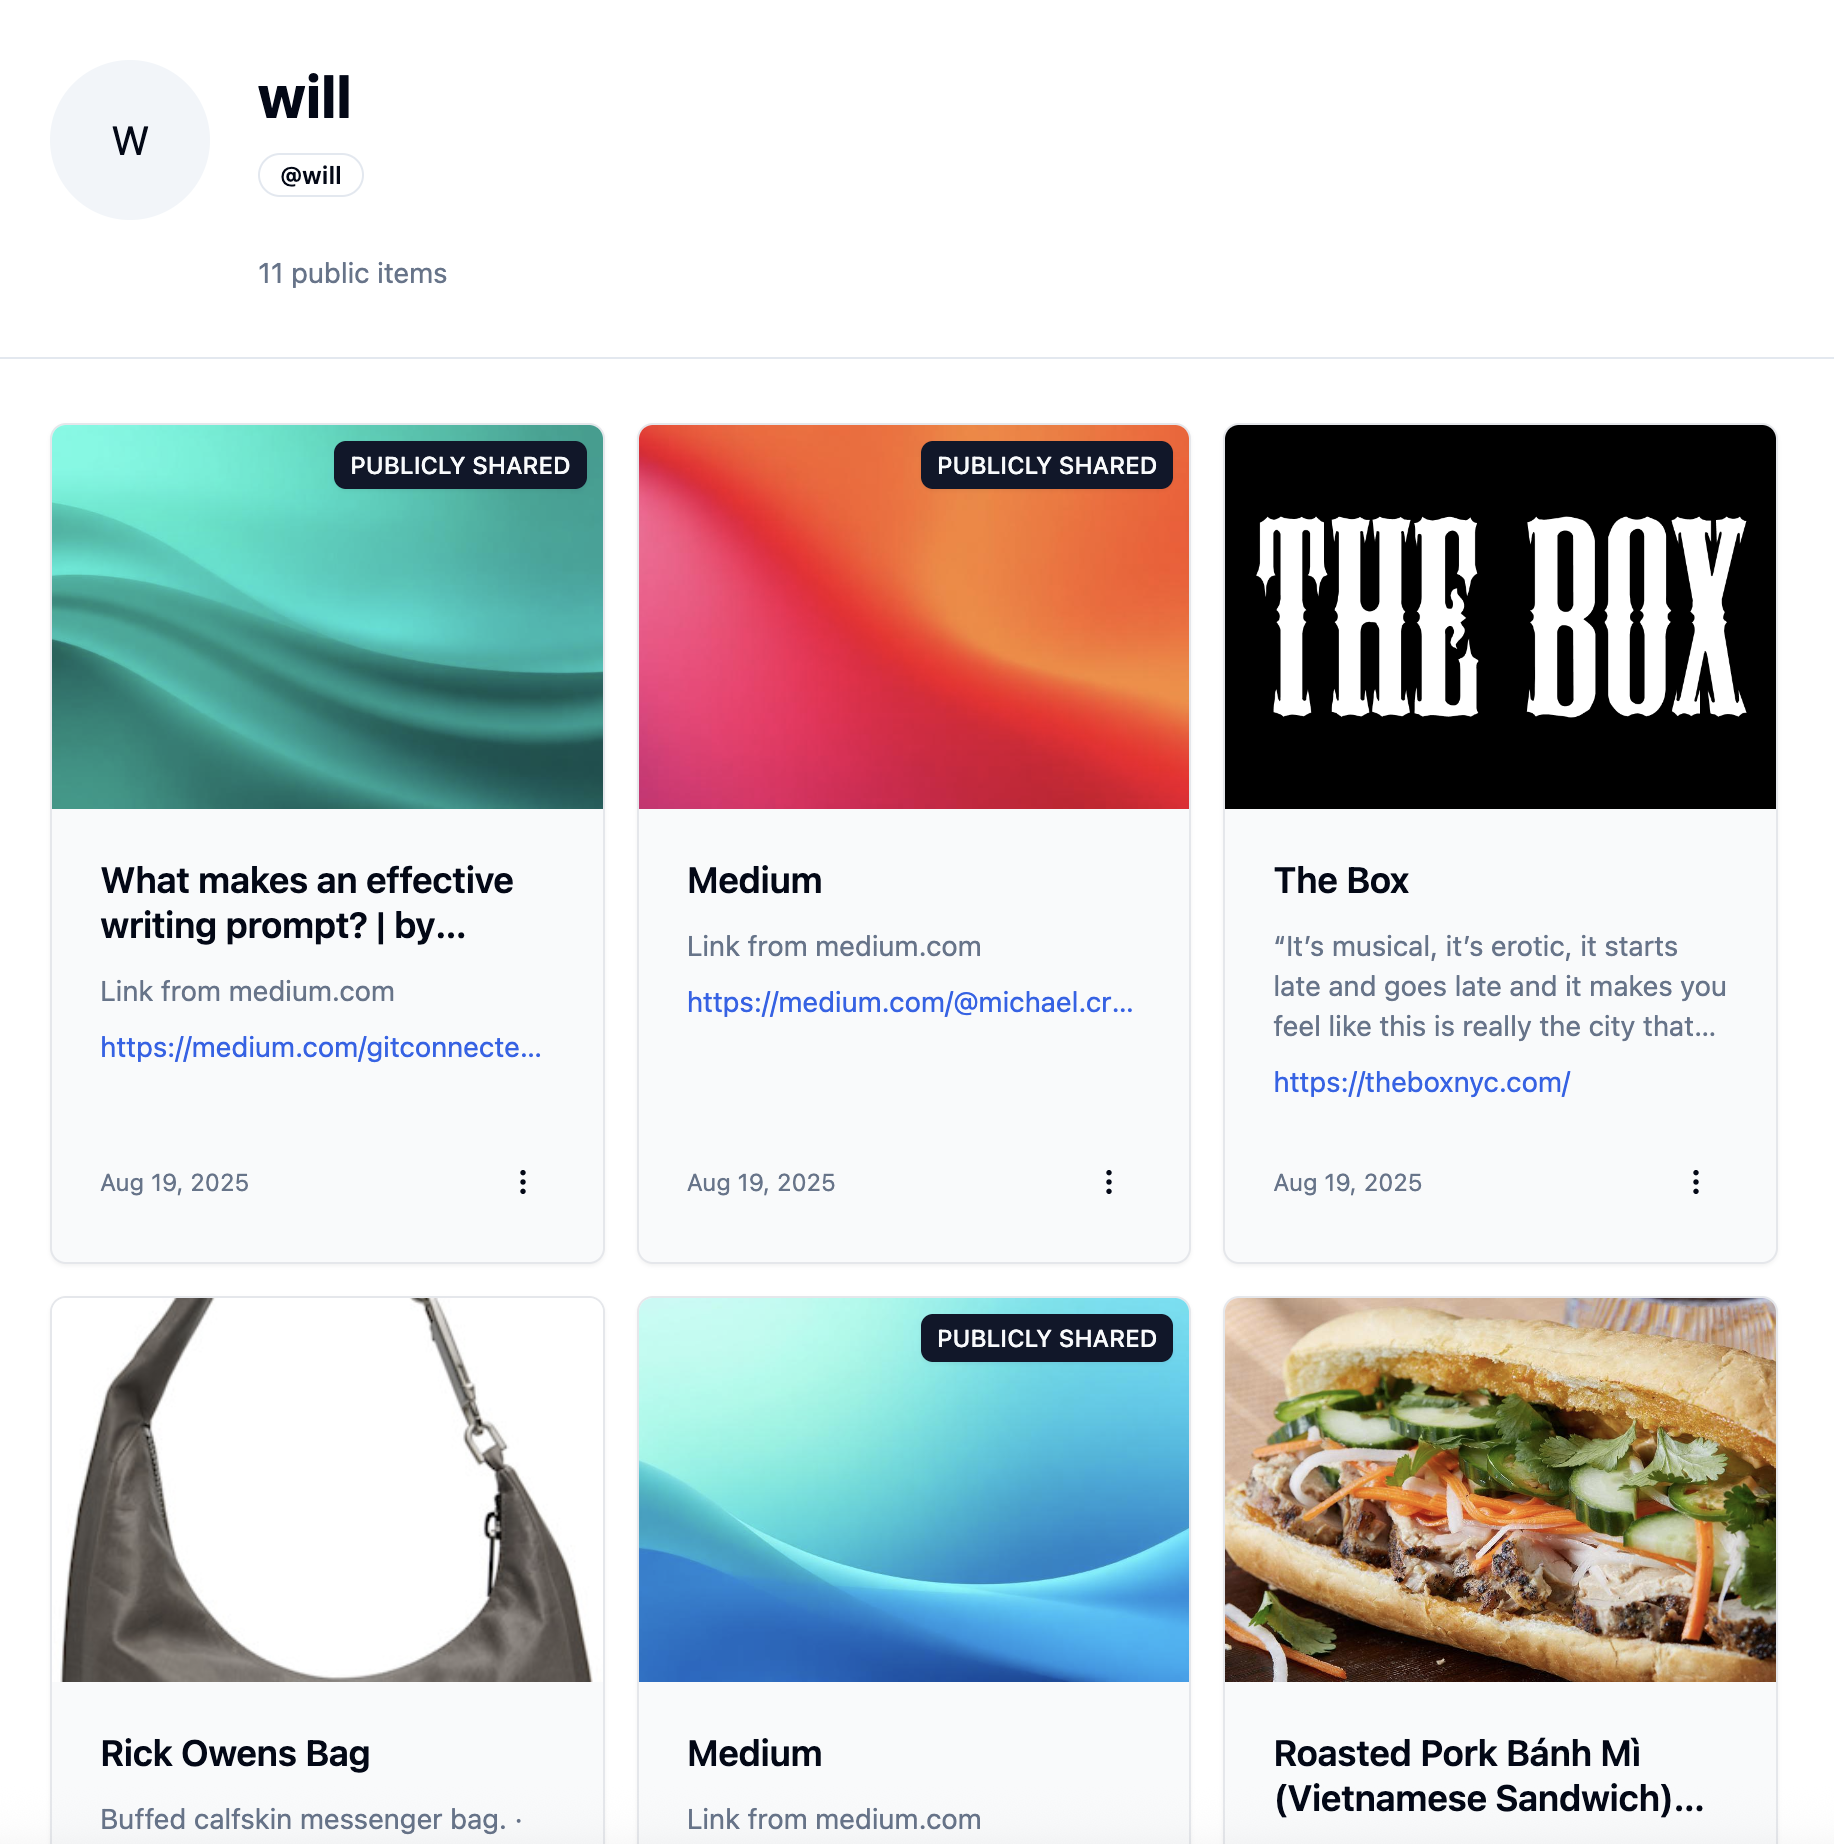 W
will
@will
11 public items
PUBLICLY SHARED
What makes an effective
writing prompt? | by...
Link from medium.com
https://medium.com/gitconnecte...
Aug 19, 2025
PUBLICLY SHARED
Medium
Link from medium.com
https://medium.com/@michael.cr...
Aug 19, 2025
THE BOX
The Box
“It’s musical, it’s erotic, it starts
late and goes late and it makes you
feel like this is really the city that...
https://theboxnyc.com/
Aug 19, 2025
Rick Owens Bag
Buffed calfskin messenger bag. ·
PUBLICLY SHARED
Medium
Link from medium.com
Roasted Pork Bánh Mì
(Vietnamese Sandwich)...